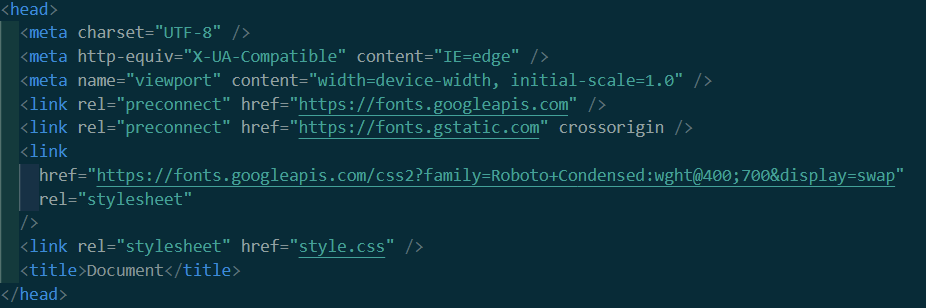 <head>
<meta charset="UTF-8" />
<meta http-equiv="X-UA-Compatible" content="IE=edge" />
<meta name="viewport" content="width=device-width, initial-scale=1.0" />
<link rel="preconnect" href="https://fonts.googleapis.com" />
<link rel="preconnect" href="https://fonts.gstatic.com" crossorigin />
<link
href="https://fonts.googleapis.com/css2?family=Roboto+Condensed:wght@400;700&display=swap"
rel="stylesheet"
/>
<link rel="stylesheet" href="style.css" />
<title>Document</title>
</head>